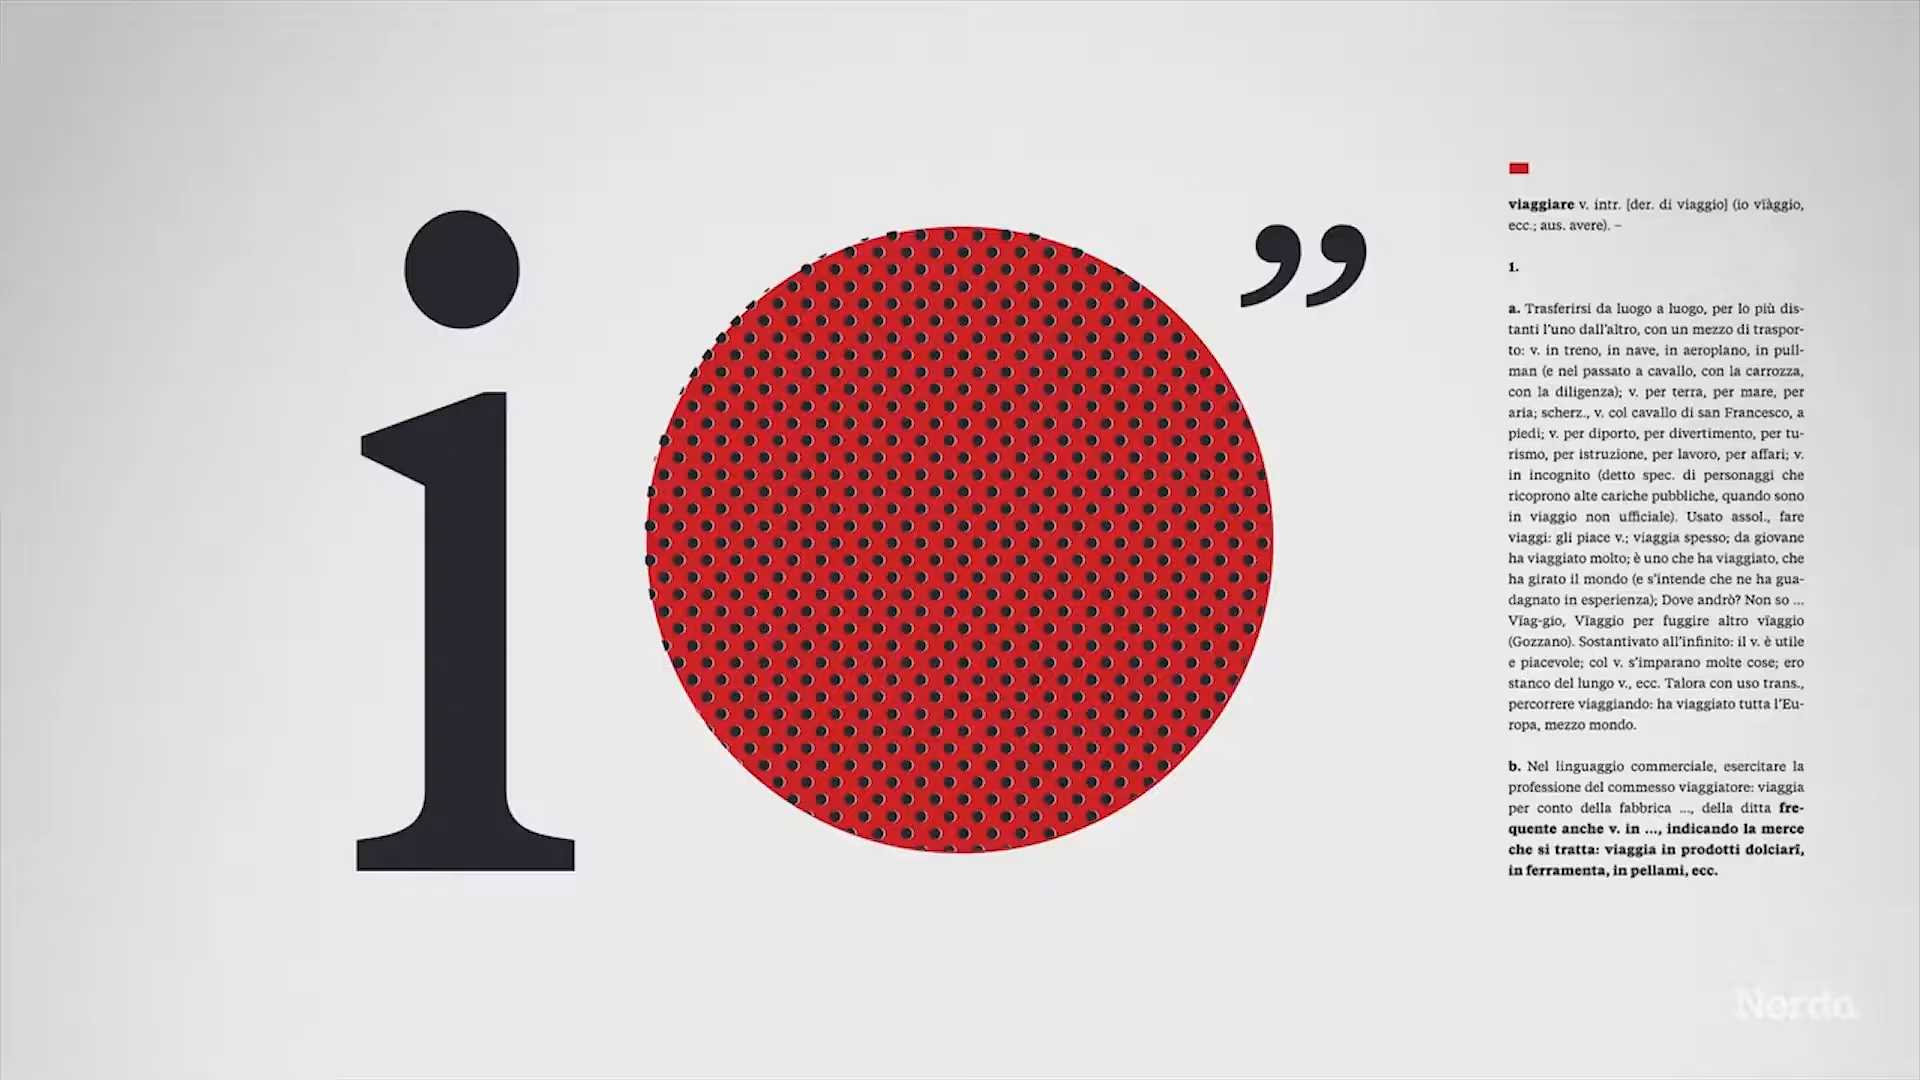 i ”
viaggiare v. intr. [der. di viaggio] (io vïàggio,
ecc.; aus. avere). –
1.
a. Trasferirsi da luogo a luogo, per lo più dis-
tanti l’uno dall’altro, con un mezzo di traspor-
to: v. in treno, in nave, in aeroplano, in pull-
man (e nel passato a cavallo, con la carrozza,
con la diligenza); v. per terra, per mare, per
aria; scherz., v. col cavallo di san Francesco, a
piedi; v. per diporto, per divertimento, per tu-
rismo, per istruzione, per lavoro, per affari; v.
in incognito (detto spec. di personaggi che
ricoprono alte cariche pubbliche, quando sono
in viaggio non ufficiale). Usato assol., fare
viaggi: gli piace v.; viaggia spesso; da giovane
ha viaggiato molto; è uno che ha viaggiato, che
ha girato il mondo (e s’intende che ne ha gua-
dagnato in esperienza); Dove andrò? Non so ...
Vïag-gio, Vïaggio per fuggire altro vïaggio
(Gozzano). Sostantivato all’infinito: il v. è utile
e piacevole; col v. s’imparano molte cose; ero
stanco del lungo v., ecc. Talora con uso trans.,
percorrere viaggiando: ha viaggiato tutta l’Eu-
ropa, mezzo mondo.
b. Nel linguaggio commerciale, esercitare la
professione del commesso viaggiatore: viaggia
per conto della fabbrica ..., della ditta fre-
quente anche v. in ..., indicando la merce
che si tratta: viaggia in prodotti dolciarî,
in ferramenta, in pellami, ecc.
Nerdo